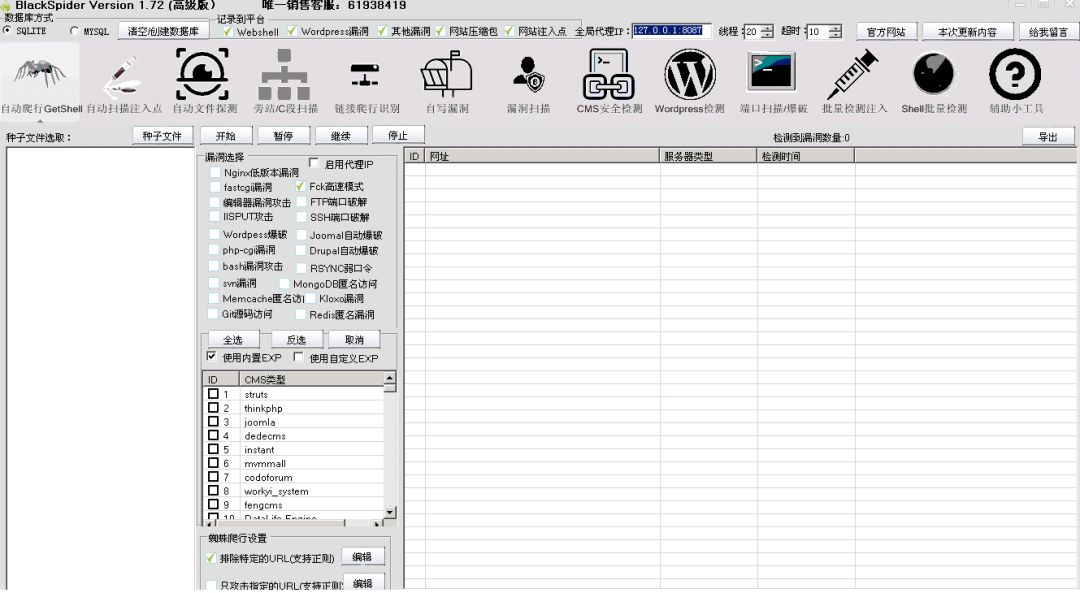 BlackSpider Version 1.72 (高级版)　　唯一销售客服：61938419
数据库方式
SQLITE MYSQL 清空/创建数据库
记录到平台
Webshell Wordpress漏洞 其他漏洞 网站压缩包 网站注入点 全局代理IP：127.0.0.1:8087 线程:20 超时:10 官方网站 本次更新内容 给我留言
自动爬行GetShell 自动扫描注入点 自动文件探测 旁站/C段扫描 链接爬行识别 自写漏洞 漏洞扫描 CMS安全检测 Wordpress检测 端口扫描/爆破 批量检测注入 Shell批量检测 辅助小工具
种子文件选取： 种子文件 开始 暂停 继续 停止 检测到漏洞数量:0 导出
漏洞选择 启用代理IP
Nginx低版本漏洞
fastcgi漏洞 Fck高速模式
编辑器漏洞攻击 FTP端口破解
IISPUT攻击 SSH端口破解
Wordpess爆破 Joomal自动爆破
php-cgi漏洞 Drupal自动爆破
bash漏洞攻击 RSYNC弱口令
svn漏洞 MongoDB匿名访问
Memcache匿名访 Kloxo漏洞
Git源码访问 Redis匿名漏洞
全选 反选 取消
使用内置EXP 使用自定义EXP
ID CMS类型
1 struts
2 thinkphp
3 joomla
4 dedecms
5 instant
6 mvmmall
7 codoforum
8 workyi_system
9 fengcms
10 DataLife Engine
蜘蛛爬行设置
排除特定的URL(支持正则) 编辑
只攻击指定的URL(支持正则) 编辑
ID 网址 服务器类型 检测时间